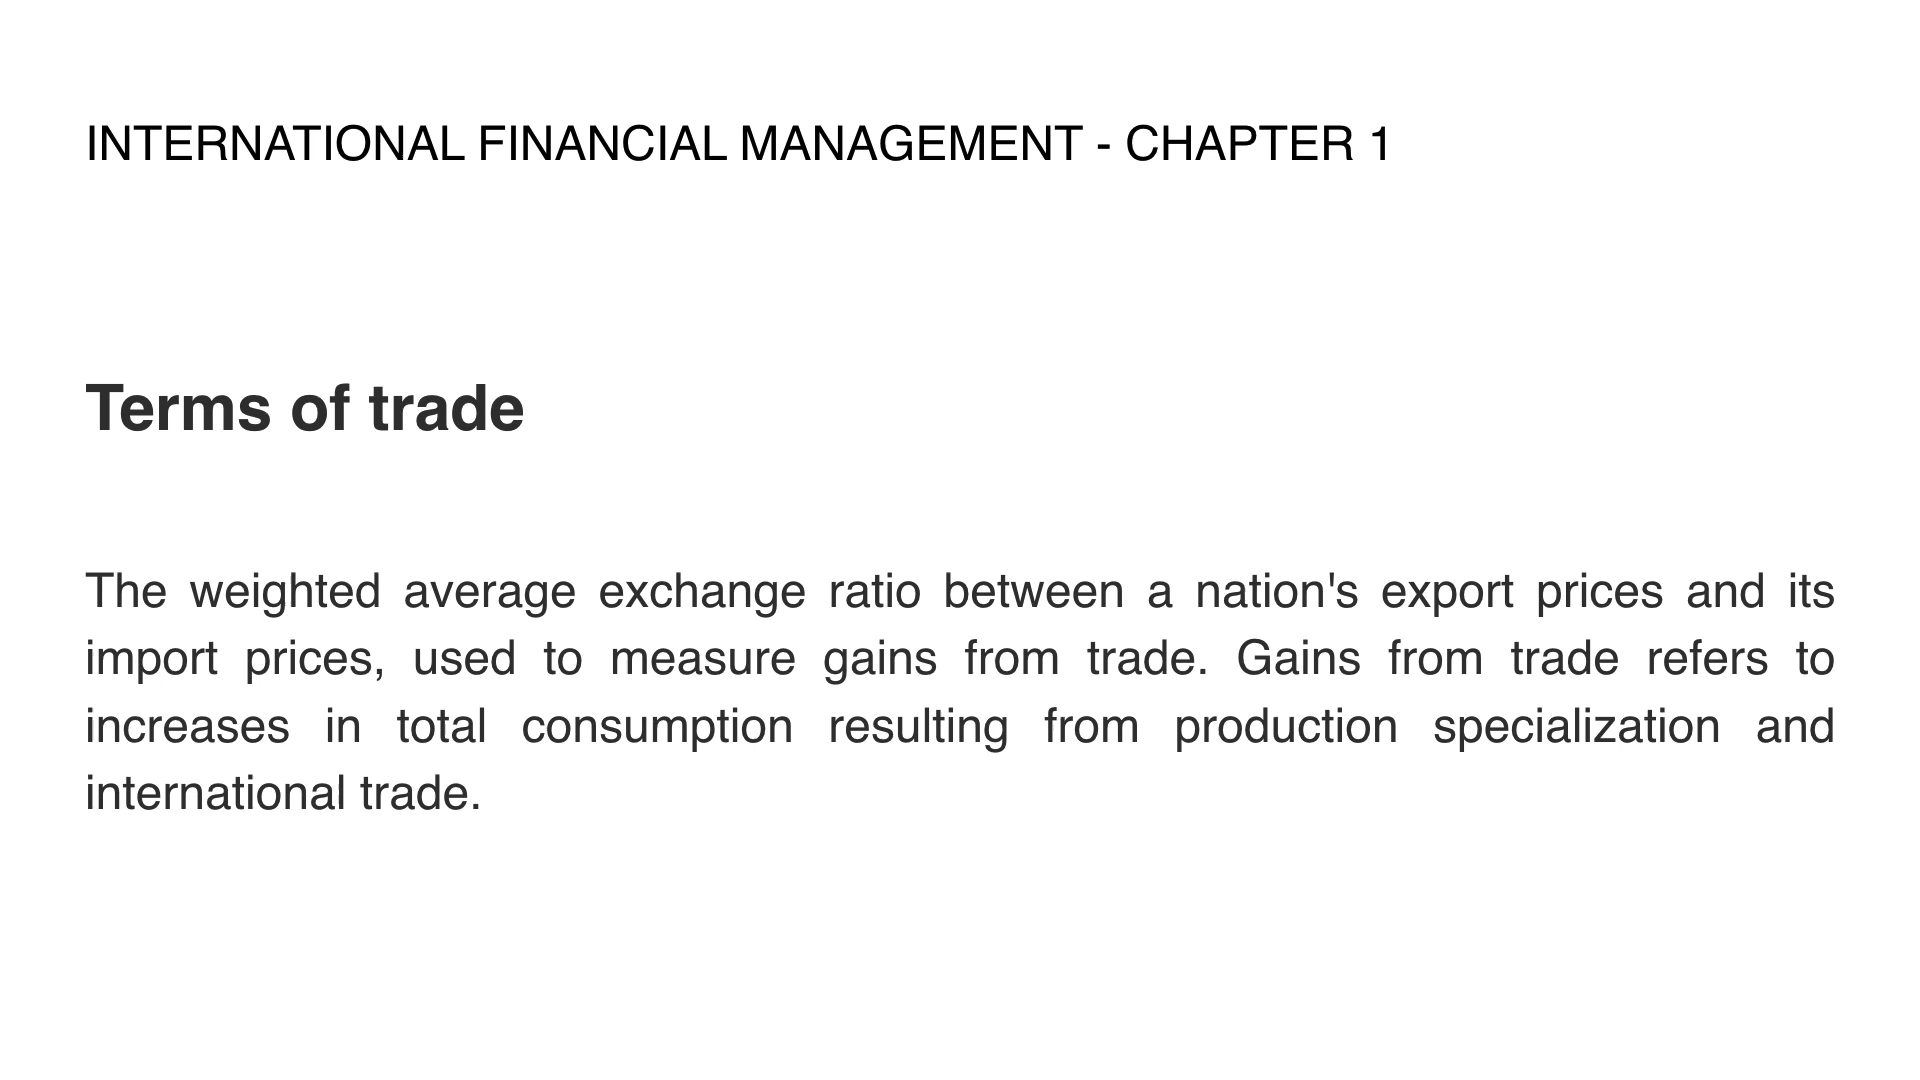 INTERNATIONAL FINANCIAL MANAGEMENT - CHAPTER 1
Terms of trade
The weighted average exchange ratio between a nation's export prices and its
import prices, used to measure gains from trade. Gains from trade refers to
increases in total consumption resulting from production specialization and
international trade.